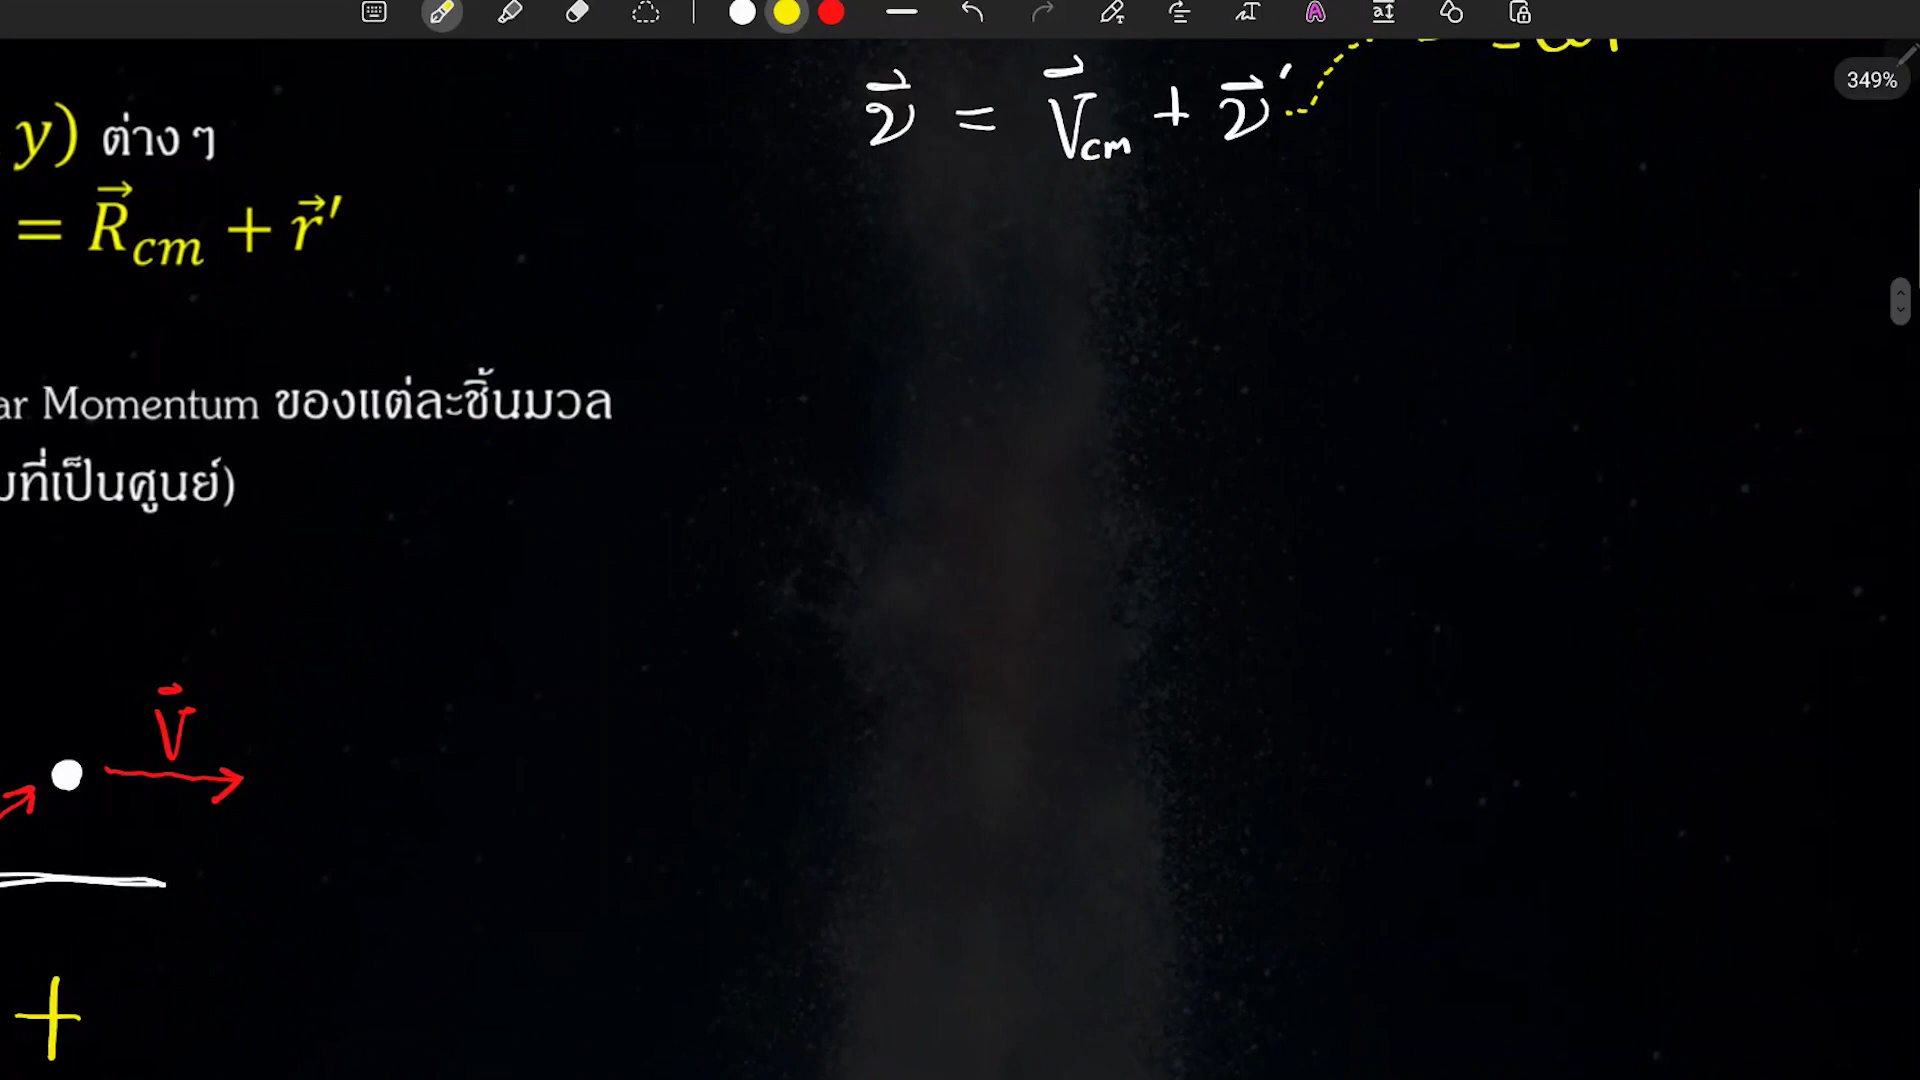 349%
v⃗ = V⃗cm + v⃗′
y) ต่าง ๆ
= R⃗cm + r⃗′
ar Momentum ของแต่ละชิ้นมวล
ที่เป็นศูนย์)
V⃗
+